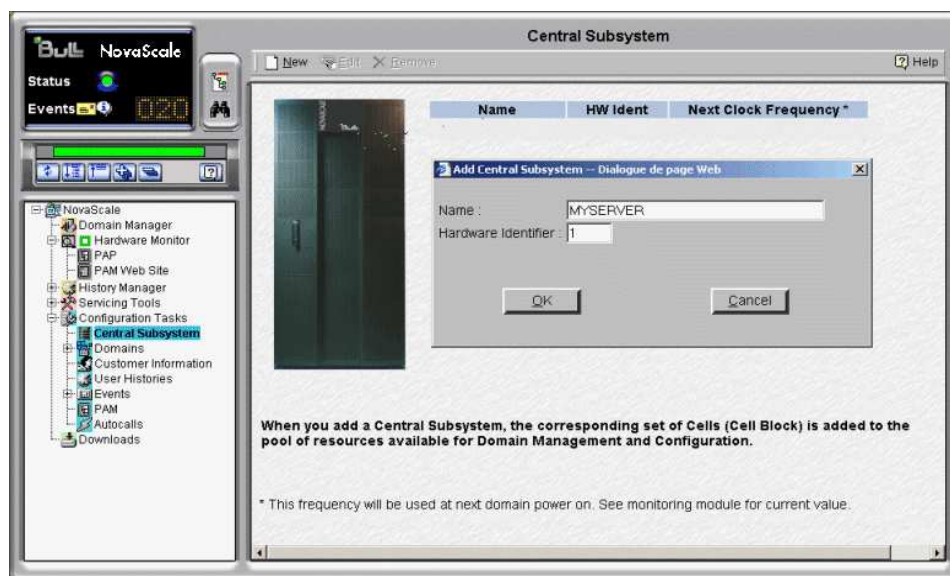 Bull NovaScale
Status
Events
020
Central Subsystem
New Edit Remove
Help
NovaScale
Domain Manager
Hardware Monitor
PAP
PAM Web Site
History Manager
Servicing Tools
Configuration Tasks
Central Subsystem
Domains
Customer Information
User Histories
Events
PAM
Autocalls
Downloads
NOVASCALE
Name HW Ident Next Clock Frequency *
Add Central Subsystem -- Dialogue de page Web
Name : MYSERVER
Hardware Identifier : 1
OK Cancel
When you add a Central Subsystem, the corresponding set of Cells (Cell Block) is added to the
pool of resources available for Domain Management and Configuration.
* This frequency will be used at next domain power on. See monitoring module for current value.